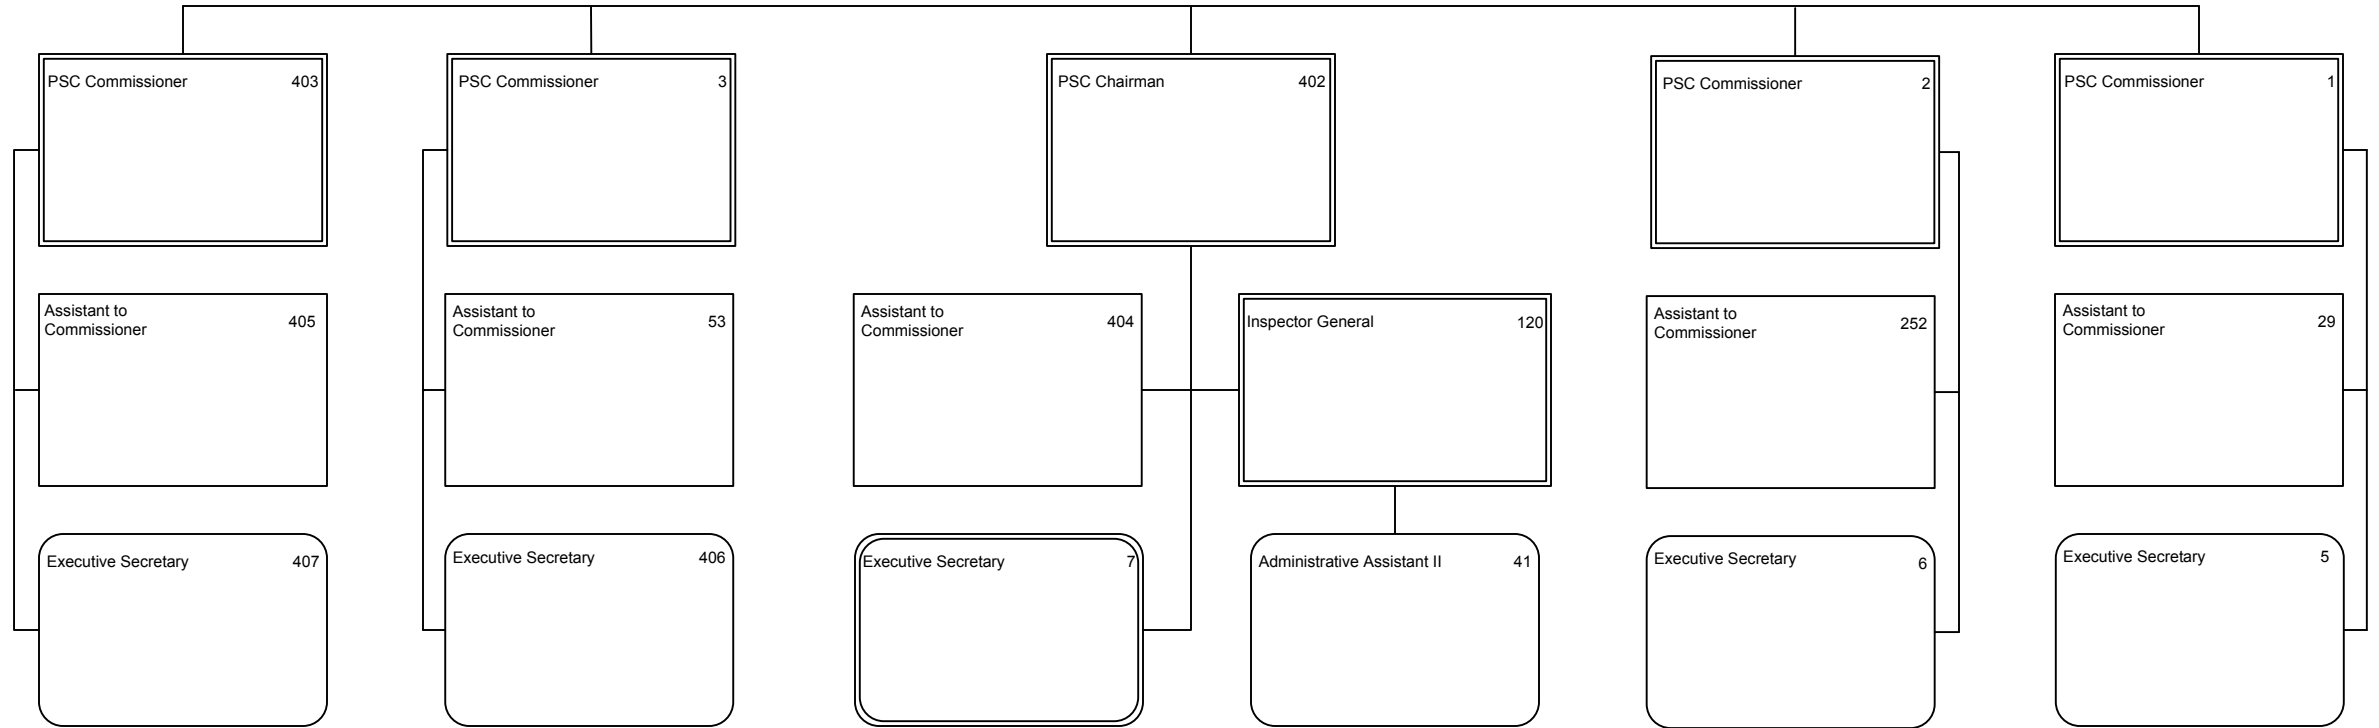 PSC Commissioner 403
PSC Commissioner 3
PSC Chairman 402
PSC Commissioner 2
PSC Commissioner 1
Assistant to
Commissioner 405
Assistant to
Commissioner 53
Assistant to
Commissioner 404
Inspector General 120
Assistant to
Commissioner 252
Assistant to
Commissioner 29
Executive Secretary 407
Executive Secretary 406
Executive Secretary 7
Administrative Assistant II 41
Executive Secretary 6
Executive Secretary 5